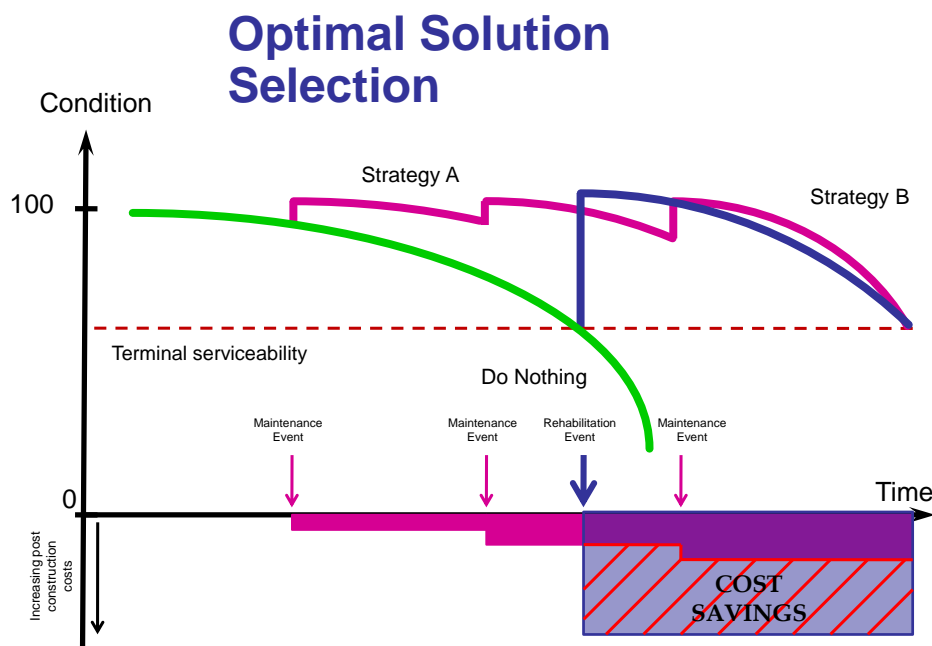 Optimal Solution
Selection
Condition
Strategy A
Strategy B
100
Terminal serviceability
Do Nothing
Maintenance
Event
Maintenance
Event
Rehabilitation
Event
Maintenance
Event
0
Time
Increasing post
construction
costs
COST
SAVINGS